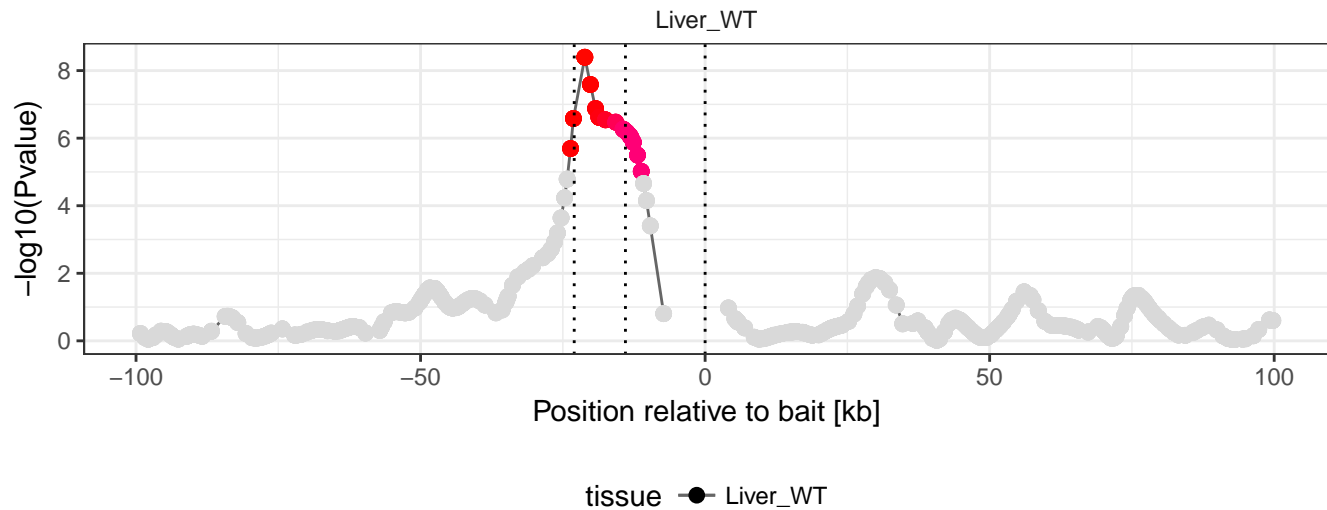 Liver_WT
8
6
4
2
0
−log10(Pvalue)
−100
−50
0
50
100
Position relative to bait [kb]
tissue Liver_WT